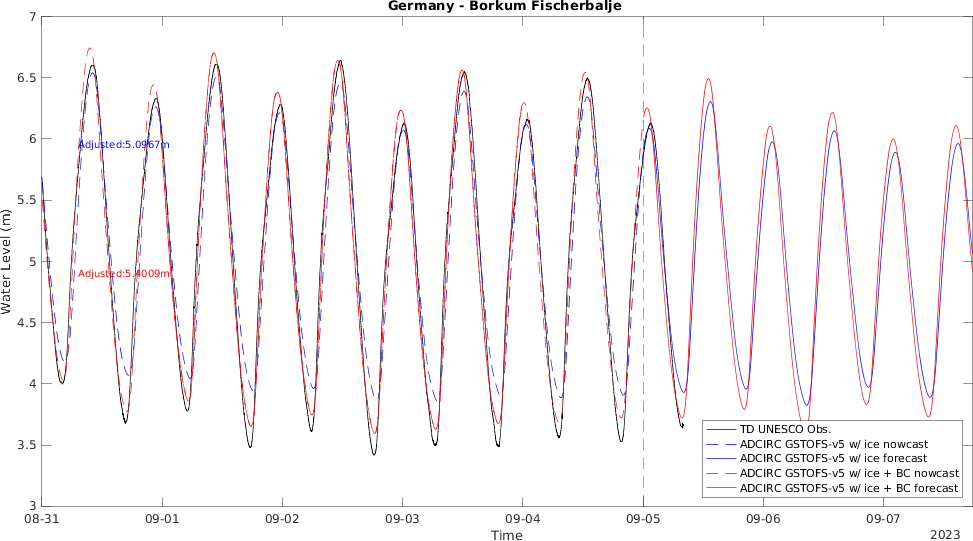 Germany - Borkum Fischerbalje
7
6.5
6
5.5
5
4.5
4
3.5
3
Water Level (m)
Adjusted:5.0967m
Adjusted:5.4009m
TD UNESCO Obs.
ADCIRC GSTOFS-v5 w/ ice nowcast
ADCIRC GSTOFS-v5 w/ ice forecast
ADCIRC GSTOFS-v5 w/ ice + BC nowcast
ADCIRC GSTOFS-v5 w/ ice + BC forecast
08-31 09-01 09-02 09-03 09-04 09-05 09-06 09-07
Time
2023